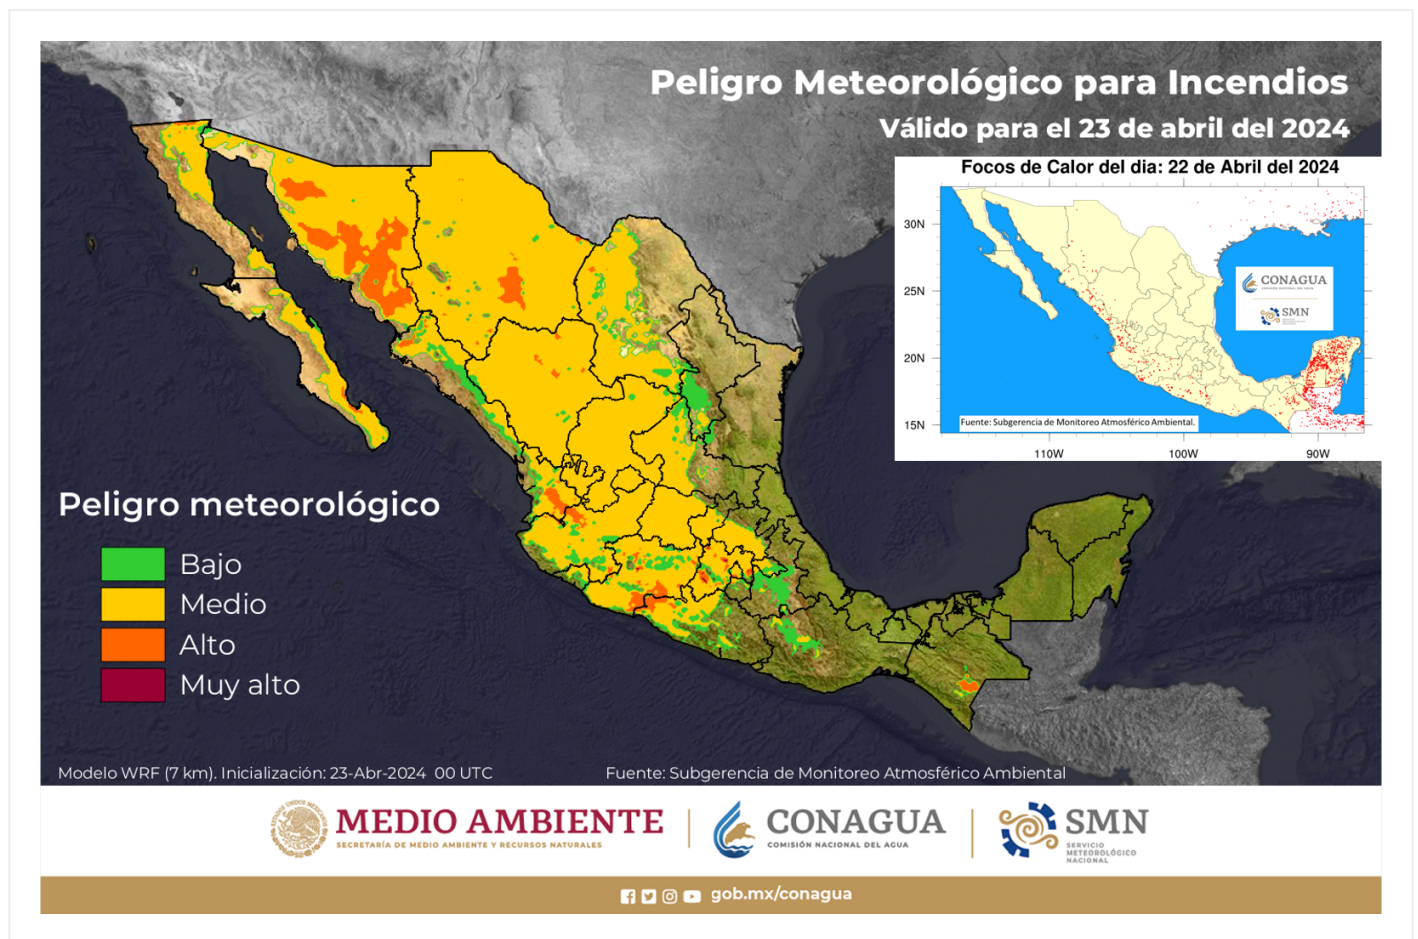 Peligro Meteorológico para Incendios
Válido para el 23 de abril del 2024
Focos de Calor del dia: 22 de Abril del 2024
30N
25N
20N
15N
110W
100W
90W
CONAGUA
SMN
Fuente: Subgerencia de Monitoreo Atmosférico Ambiental.
Peligro meteorológico
Bajo
Medio
Alto
Muy alto
Modelo WRF (7 km). Inicialización: 23-Abr-2024 00 UTC
Fuente: Subgerencia de Monitoreo Atmosférico Ambiental
MEDIO AMBIENTE
SECRETARÍA DE MEDIO AMBIENTE Y RECURSOS NATURALES
CONAGUA
COMISIÓN NACIONAL DEL AGUA
SMN
SERVICIO
METEOROLÓGICO
NACIONAL
gob.mx/conagua